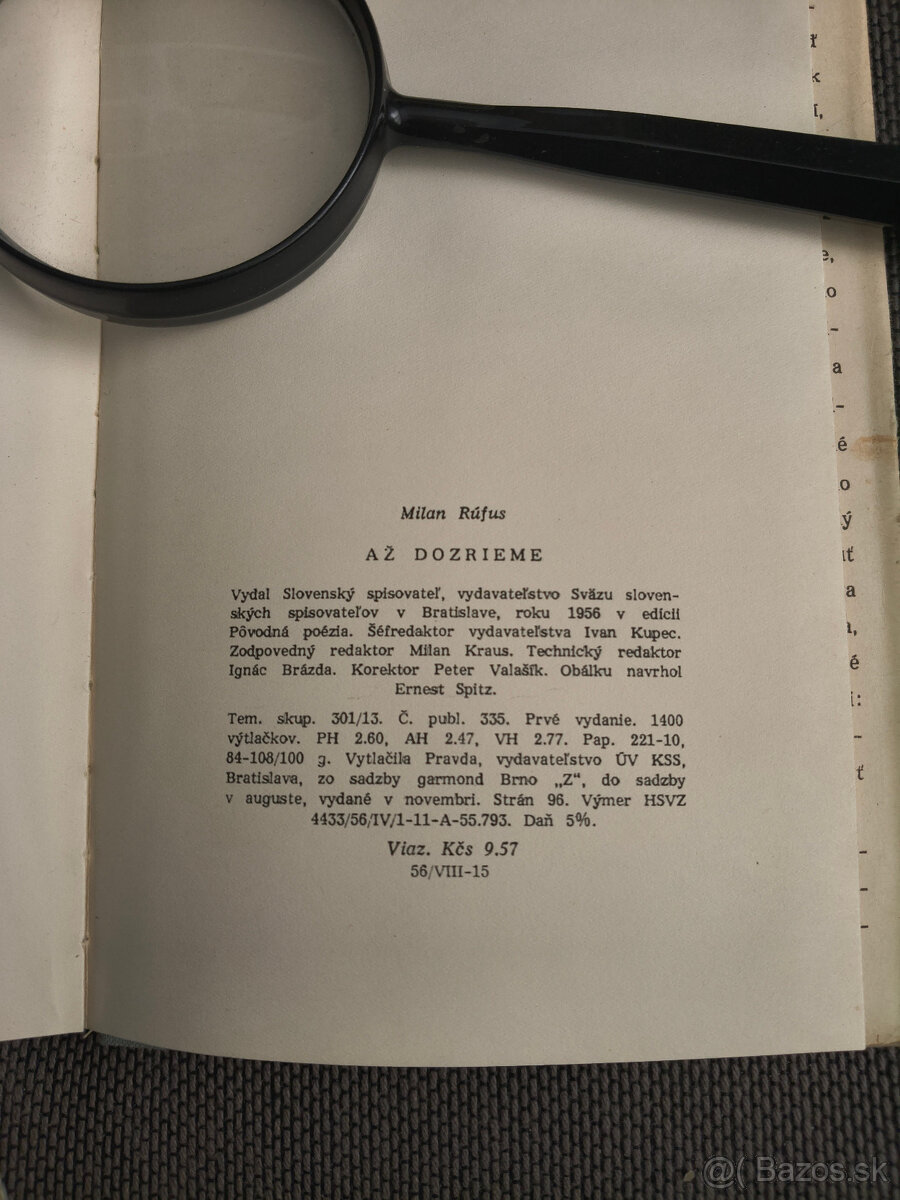 Milan Rúfus
AŽ DOZRIEME
Vydal Slovenský spisovateľ, vydavateľstvo Sväzu sloven-
ských spisovateľov v Bratislave, roku 1956 v edícii
Pôvodná poézia. Šéfredaktor vydavateľstva Ivan Kupec.
Zodpovedný redaktor Milan Kraus. Technický redaktor
Ignác Brázda. Korektor Peter Valašík. Obálku navrhol
Ernest Spitz.
Tem. skup. 301/13. Č. publ. 335. Prvé vydanie. 1400
výtlačkov. PH 2.60, AH 2.47, VH 2.77. Pap. 221-10,
84-108/100 g. Vytlačila Pravda, vydavateľstvo ÚV KSS,
Bratislava, zo sadzby garmond Brno „Z“, do sadzby
v auguste, vydané v novembri. Strán 96. Výmer HSVZ
4433/56/IV/1-11-A-55.793. Daň 5%.
Viaz. Kčs 9.57
56/VIII-15
@( Bazos.sk